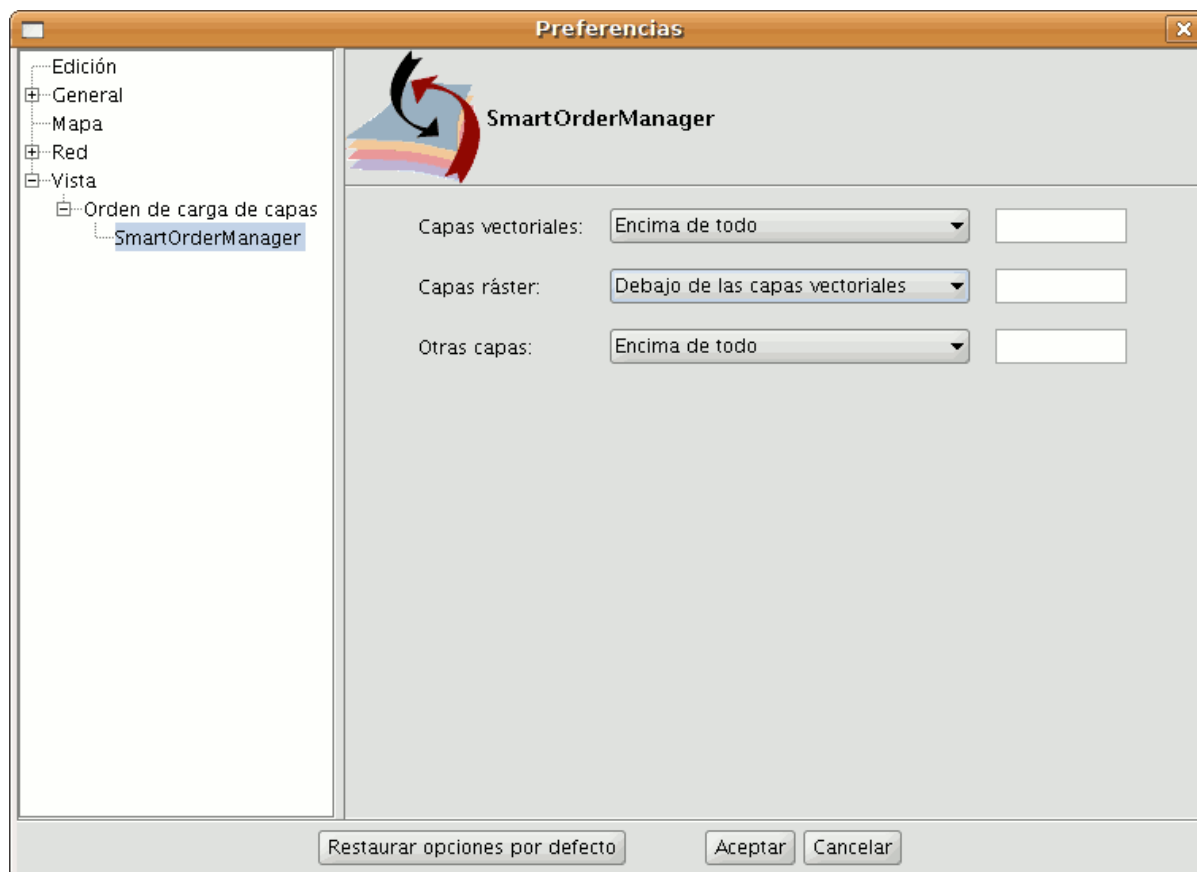 Preferencias
Edición
General
Mapa
Red
Vista
Orden de carga de capas
SmartOrderManager
SmartOrderManager
Capas vectoriales: Encima de todo
Capas ráster: Debajo de las capas vectoriales
Otras capas: Encima de todo
Restaurar opciones por defecto Aceptar Cancelar